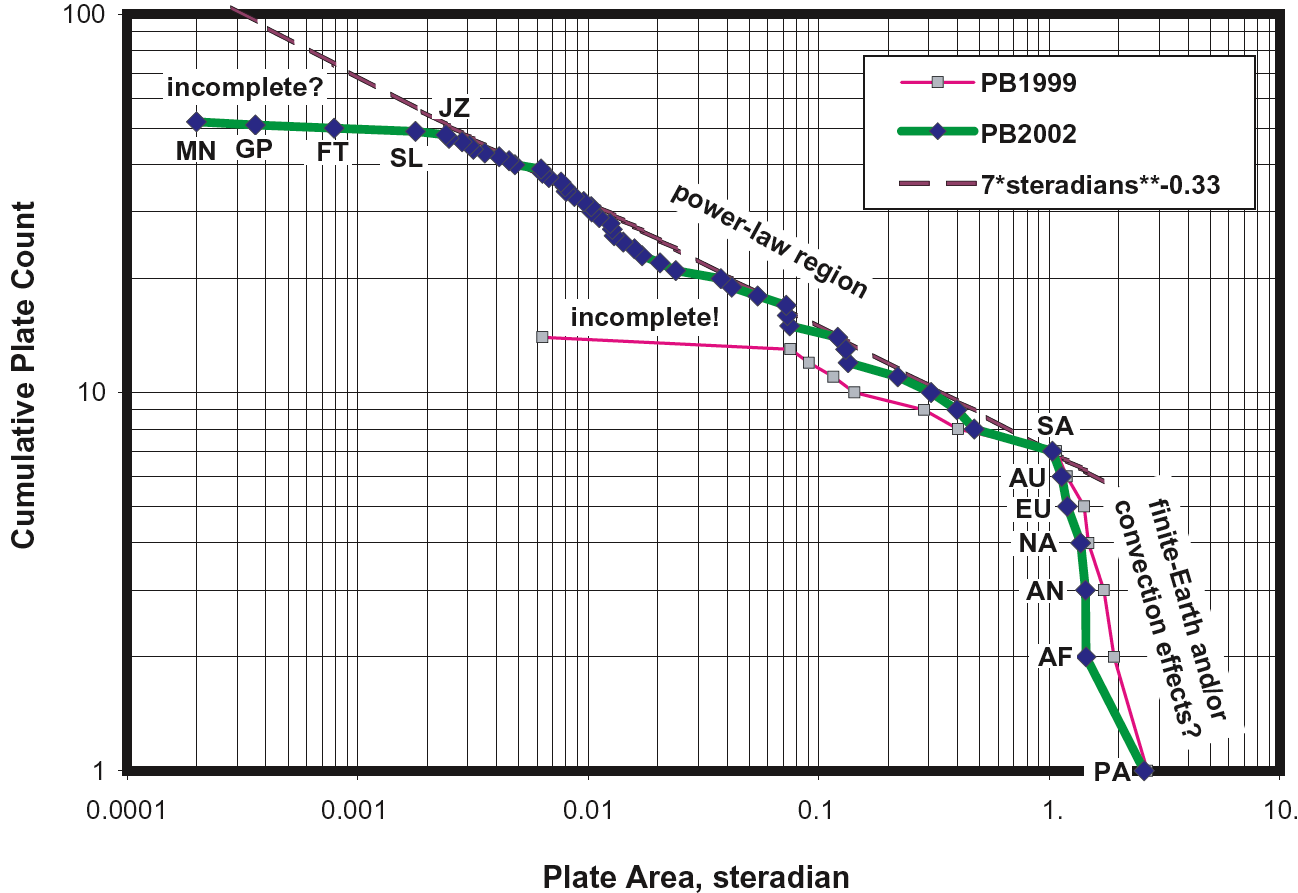 100
incomplete?
JZ
MN
GP
FT
SL
PB1999
PB2002
7*steradians**-0.33
power-law region
incomplete!
10
SA
AU
EU
NA
AN
AF
PA
finite-Earth and/or
convection effects?
1
Cumulative Plate Count
0.0001
0.001
0.01
0.1
1.
10.
Plate Area, steradian